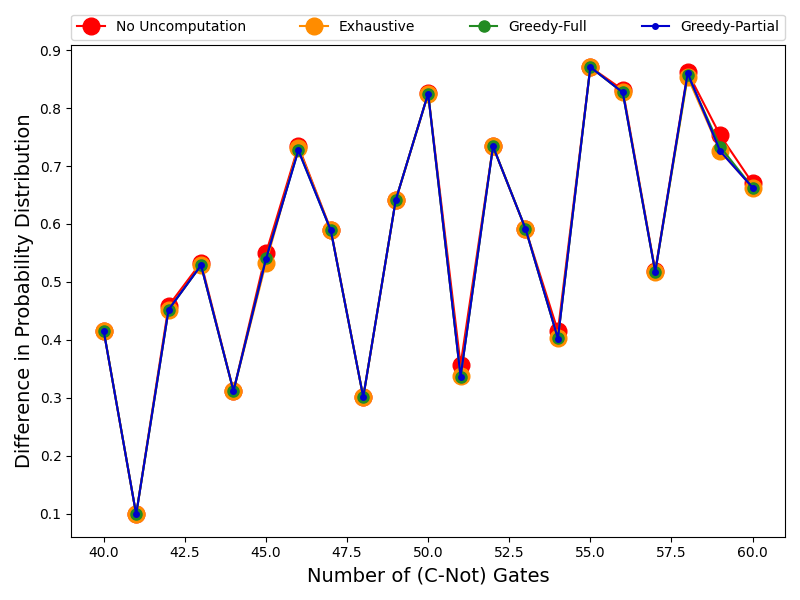 No Uncomputation Exhaustive Greedy-Full Greedy-Partial
0.9
0.8
0.7
0.6
0.5
0.4
0.3
0.2
0.1
Difference in Probability Distribution
40.0 42.5 45.0 47.5 50.0 52.5 55.0 57.5 60.0
Number of (C-Not) Gates